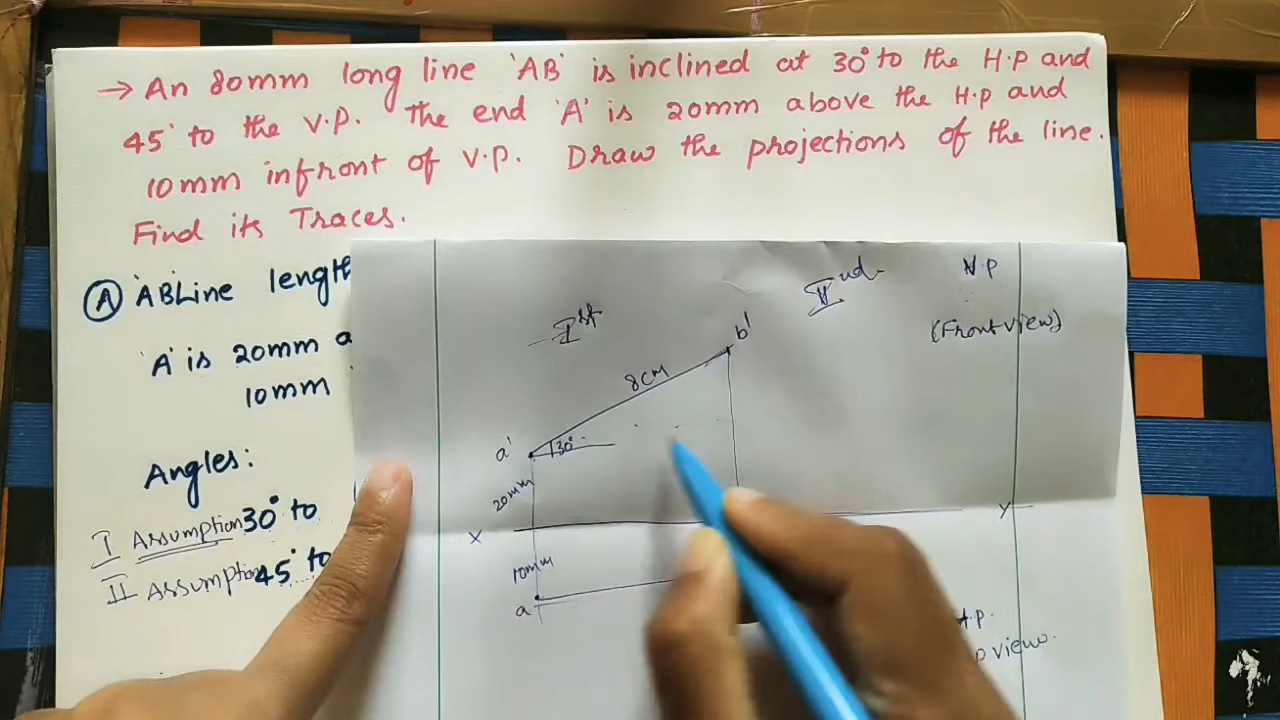 → An 80mm long line 'AB' is inclined at 30° to the H.P and
45° to the V.P. The end 'A' is 20mm above the H.P and
10mm infront of V.P. Draw the projections of the line.
Find its Traces.
Ⓐ ABLine length
'A' is 20mm a
10mm
Angles:
I Assumption 30° to
II Assumption 45° to
Ist
IInd
V.P
(Front view)
b'
8CM
a'
30°
20mm
X
Y
10mm
a
view.